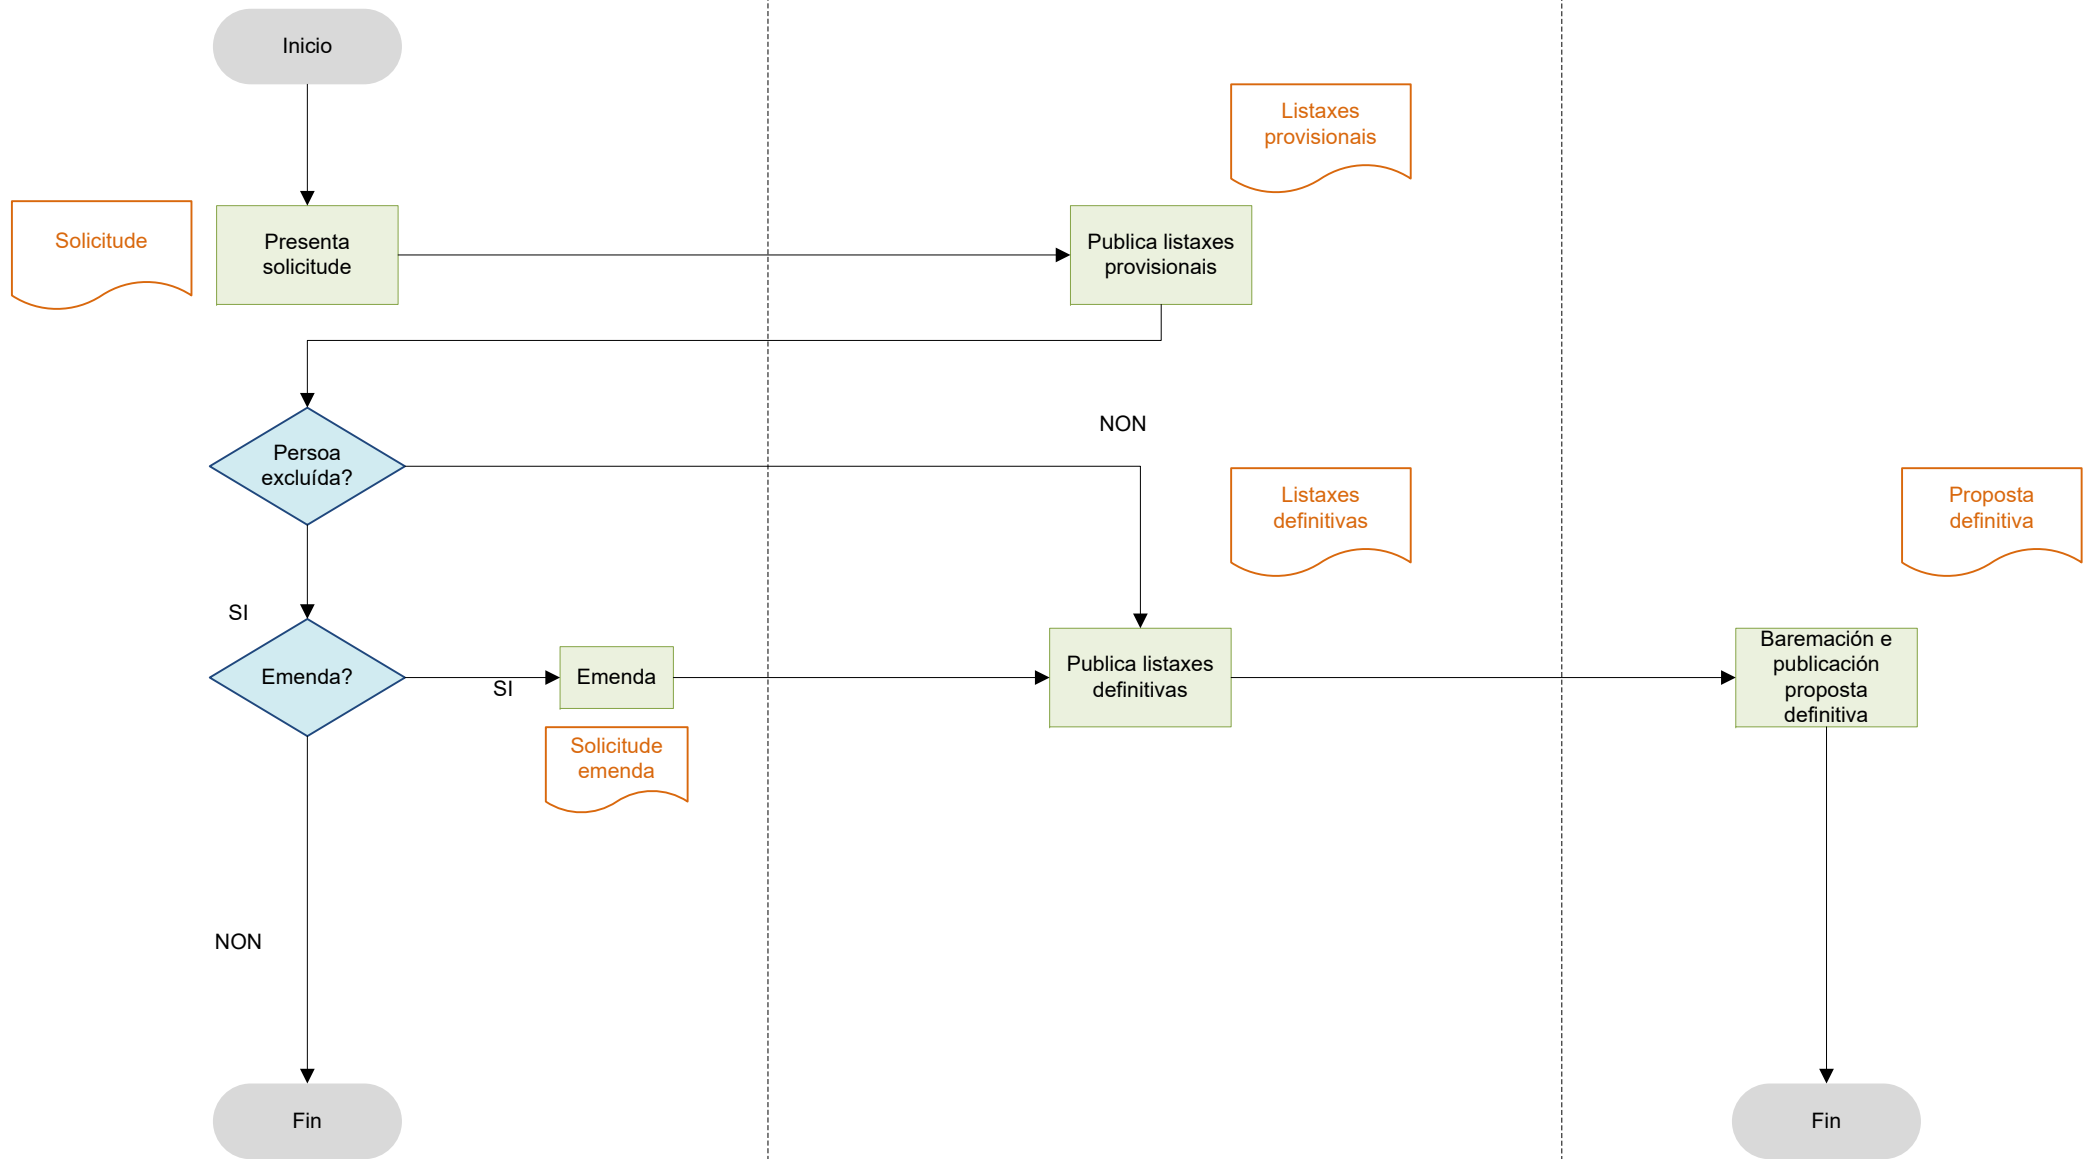 Inicio
Listaxes
provisionais
Solicitude
Presenta
solicitude
Publica listaxes
provisionais
NON
Persoa
excluída?
Listaxes
definitivas
Proposta
definitiva
SI
Emenda?
SI
Emenda
Publica listaxes
definitivas
Baremación e
publicación
proposta
definitiva
Solicitude
emenda
NON
Fin
Fin